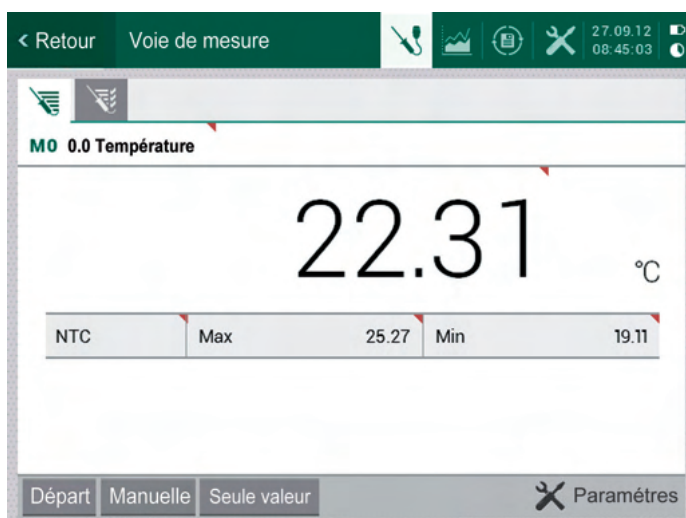 < Retour Voie de mesure 27.09.12
08:45:03
M0 0.0 Température
22.31 °C
NTC Max 25.27 Min 19.11
Départ Manuelle Seule valeur Paramétres